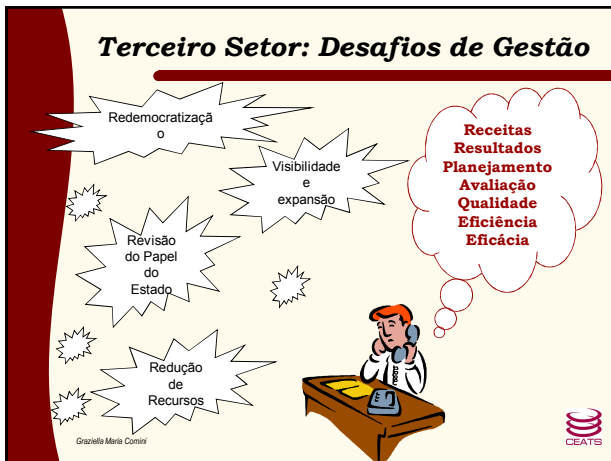 Terceiro Setor: Desafios de Gestão
Redemocratizaçã
o
Visibilidade
e
expansão
Revisão
do Papel
do
Estado
Redução
de
Recursos
Receitas
Resultados
Planejamento
Avaliação
Qualidade
Eficiência
Eficácia
Graziella Maria Comini
CEATS